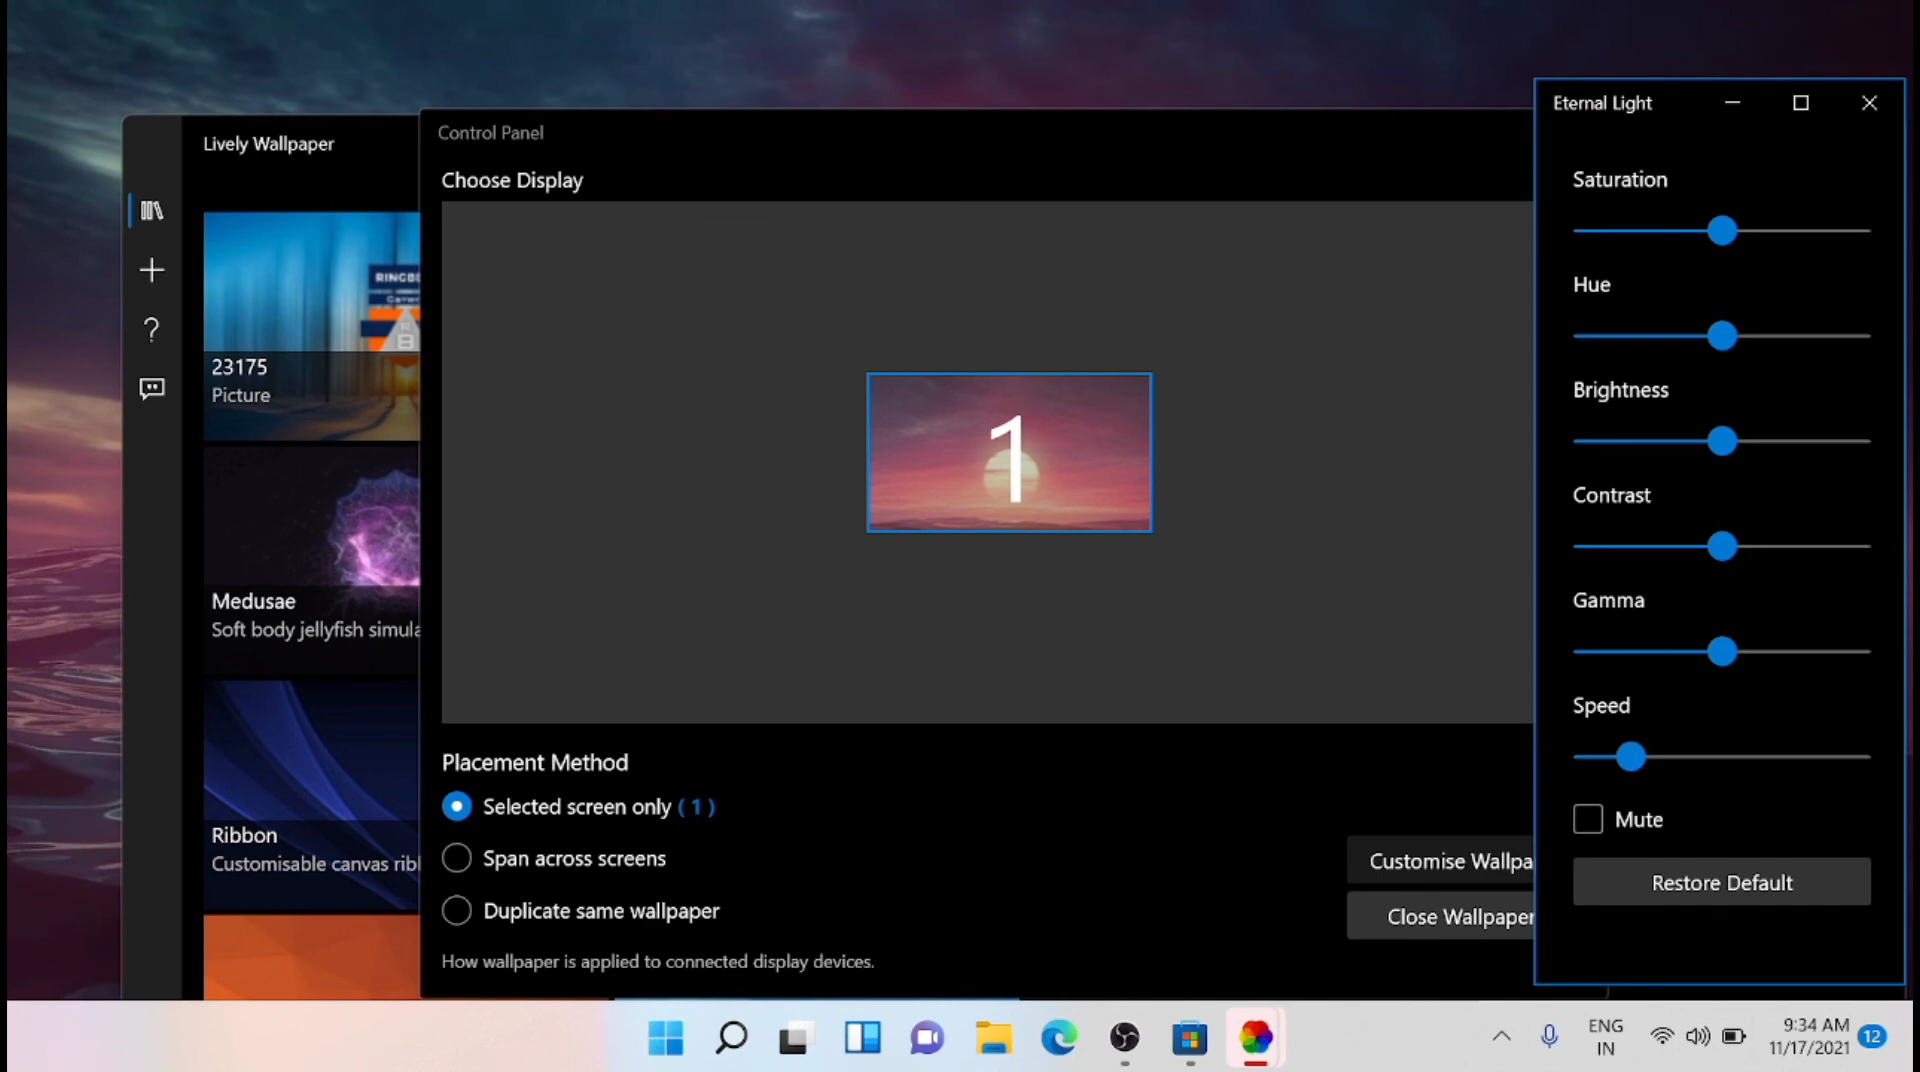 Lively Wallpaper
RINGB
23175
Picture
Medusae
Soft body jellyfish simula
Ribbon
Customisable canvas rib
Control Panel
Choose Display
1
Placement Method
Selected screen only ( 1 )
Span across screens
Duplicate same wallpaper
How wallpaper is applied to connected display devices.
Customise Wallpa
Close Wallpaper
Eternal Light
Saturation
Hue
Brightness
Contrast
Gamma
Speed
Mute
Restore Default
ENG
IN
9:34 AM
11/17/2021
12